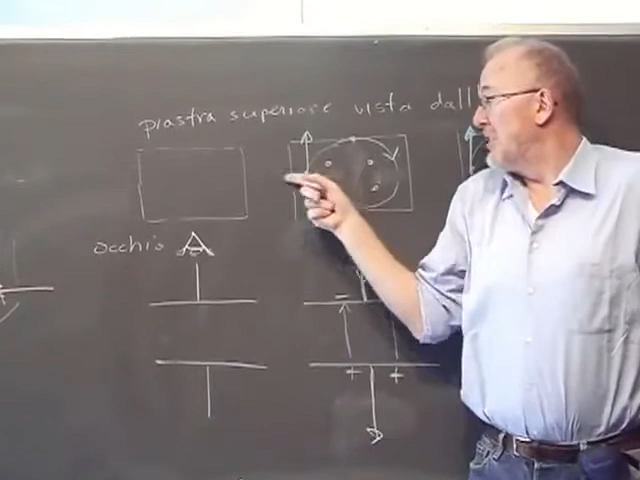 piastra superiore vista dall'
occhio
-
+ +